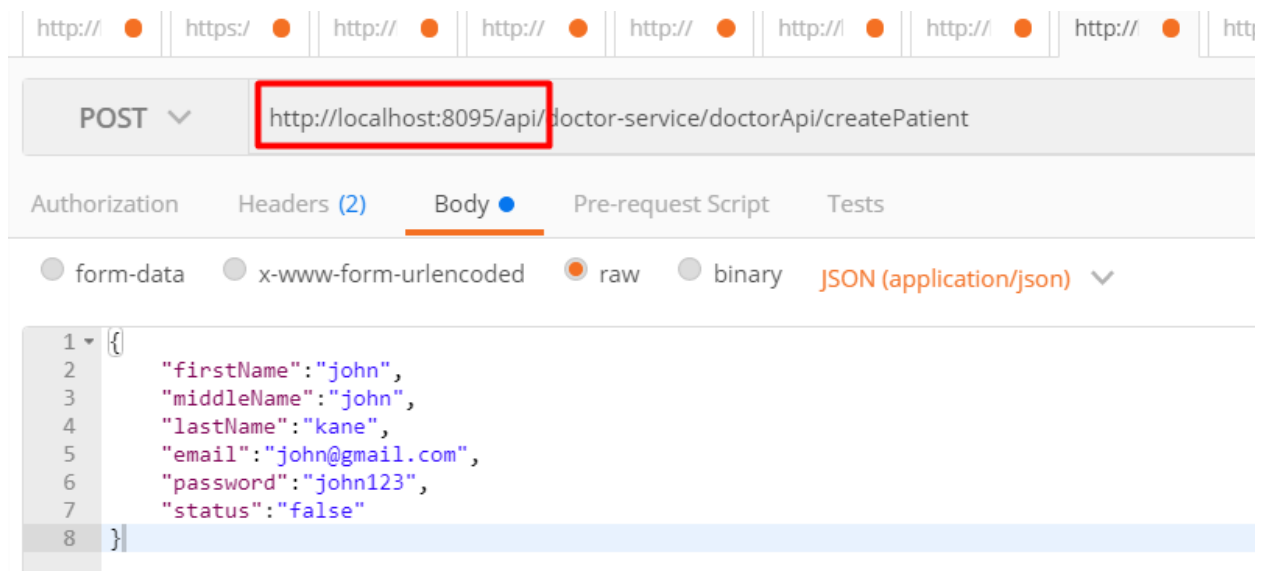 http:// https:/ http:// http:// http:// http:// http:// http:// htt
POST http://localhost:8095/api/doctor-service/doctorApi/createPatient
Authorization Headers (2) Body Pre-request Script Tests
form-data x-www-form-urlencoded raw binary JSON (application/json)
1 {
2 "firstName":"john",
3 "middleName":"john",
4 "lastName":"kane",
5 "email":"john@gmail.com",
6 "password":"john123",
7 "status":"false"
8 }